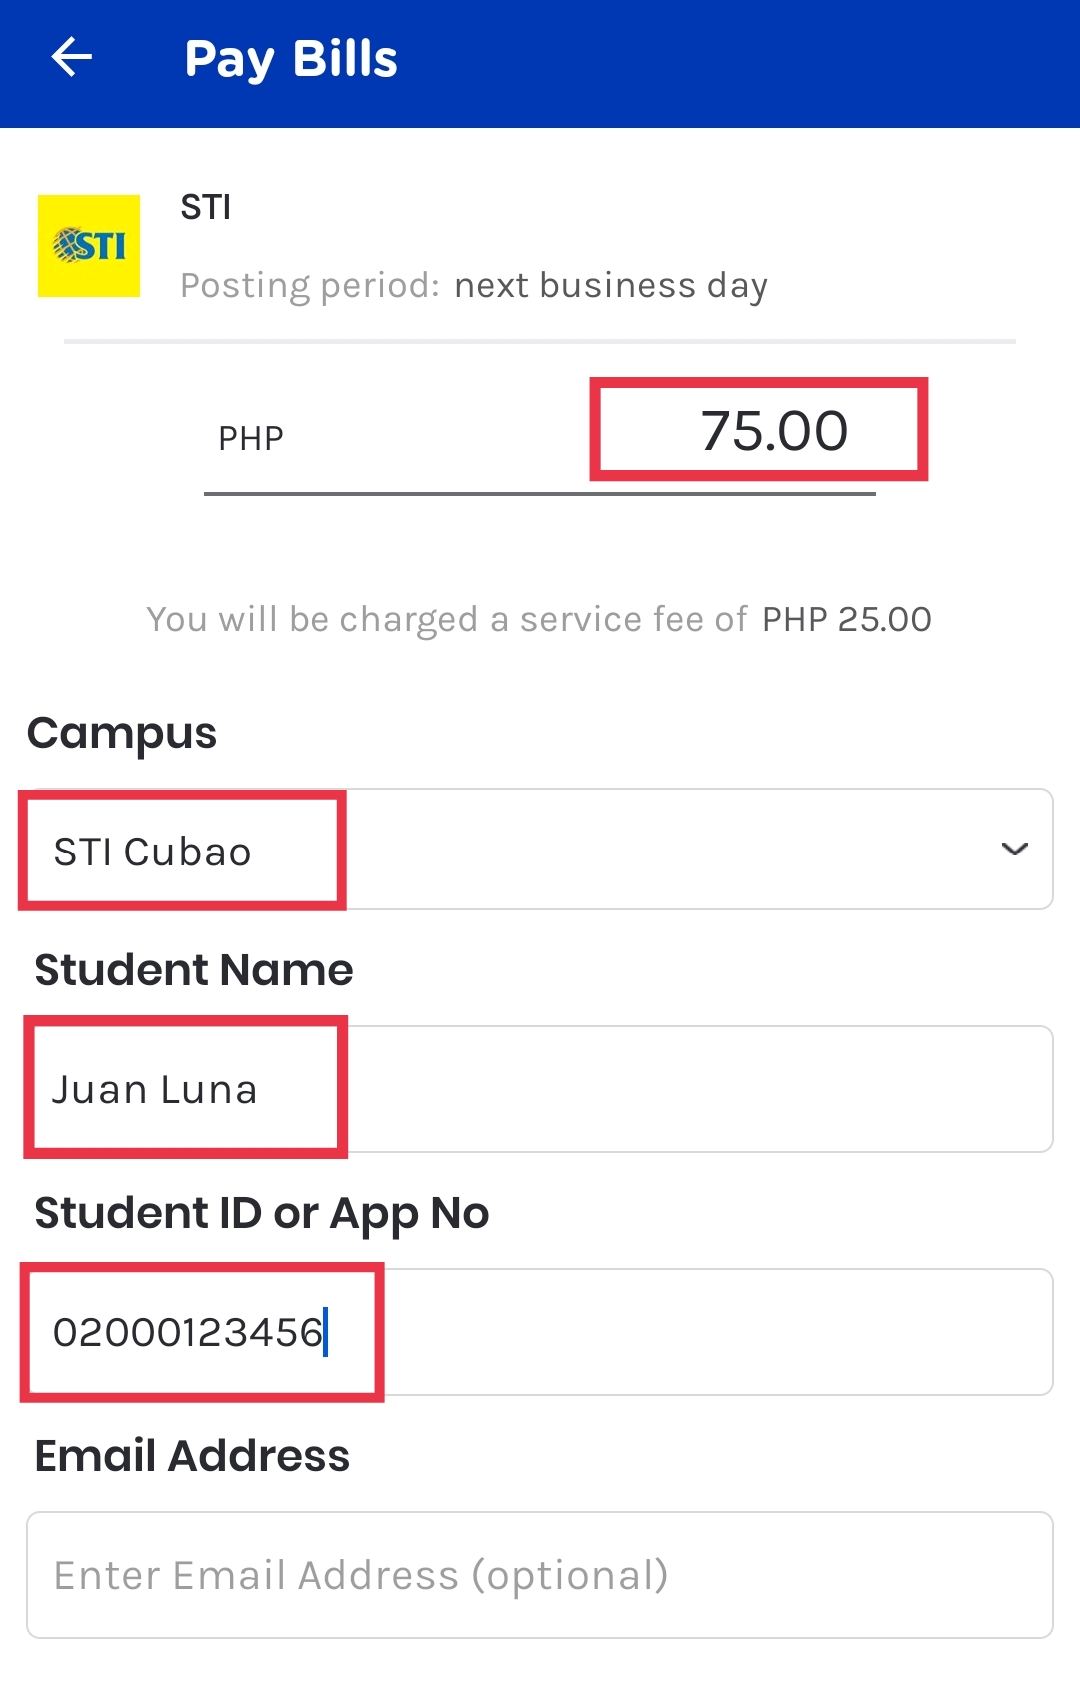 Pay Bills
STI
STI
Posting period: next business day
PHP 75.00
You will be charged a service fee of PHP 25.00
Campus
STI Cubao
Student Name
Juan Luna
Student ID or App No
02000123456
Email Address
Enter Email Address (optional)